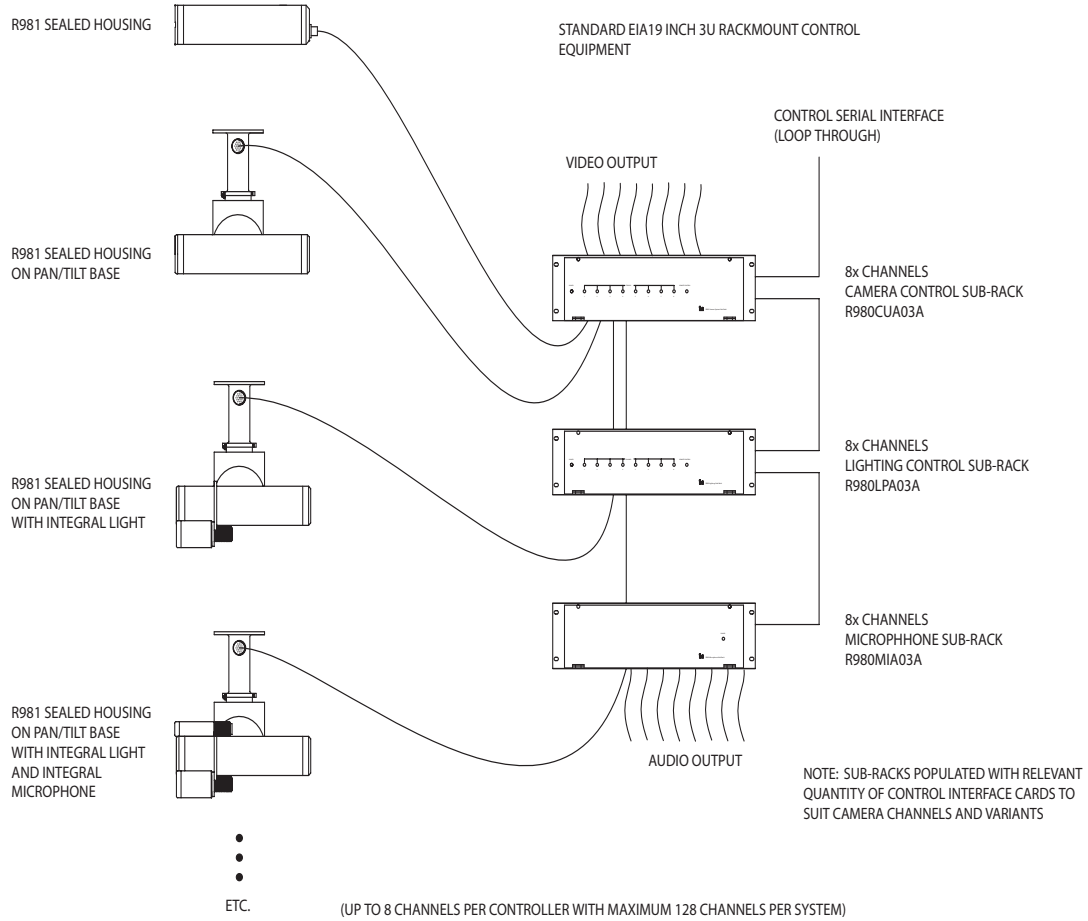 R981 SEALED HOUSING
STANDARD EIA19 INCH 3U RACKMOUNT CONTROL
EQUIPMENT
CONTROL SERIAL INTERFACE
(LOOP THROUGH)
VIDEO OUTPUT
R981 SEALED HOUSING
ON PAN/TILT BASE
8x CHANNELS
CAMERA CONTROL SUB-RACK
R980CUA03A
R981 SEALED HOUSING
ON PAN/TILT BASE
WITH INTEGRAL LIGHT
8x CHANNELS
LIGHTING CONTROL SUB-RACK
R980LPA03A
8x CHANNELS
MICROPHHONE SUB-RACK
R980MIA03A
R981 SEALED HOUSING
ON PAN/TILT BASE
WITH INTEGRAL LIGHT
AND INTEGRAL
MICROPHONE
AUDIO OUTPUT
NOTE: SUB-RACKS POPULATED WITH RELEVANT
QUANTITY OF CONTROL INTERFACE CARDS TO
SUIT CAMERA CHANNELS AND VARIANTS
ETC.
(UP TO 8 CHANNELS PER CONTROLLER WITH MAXIMUM 128 CHANNELS PER SYSTEM)